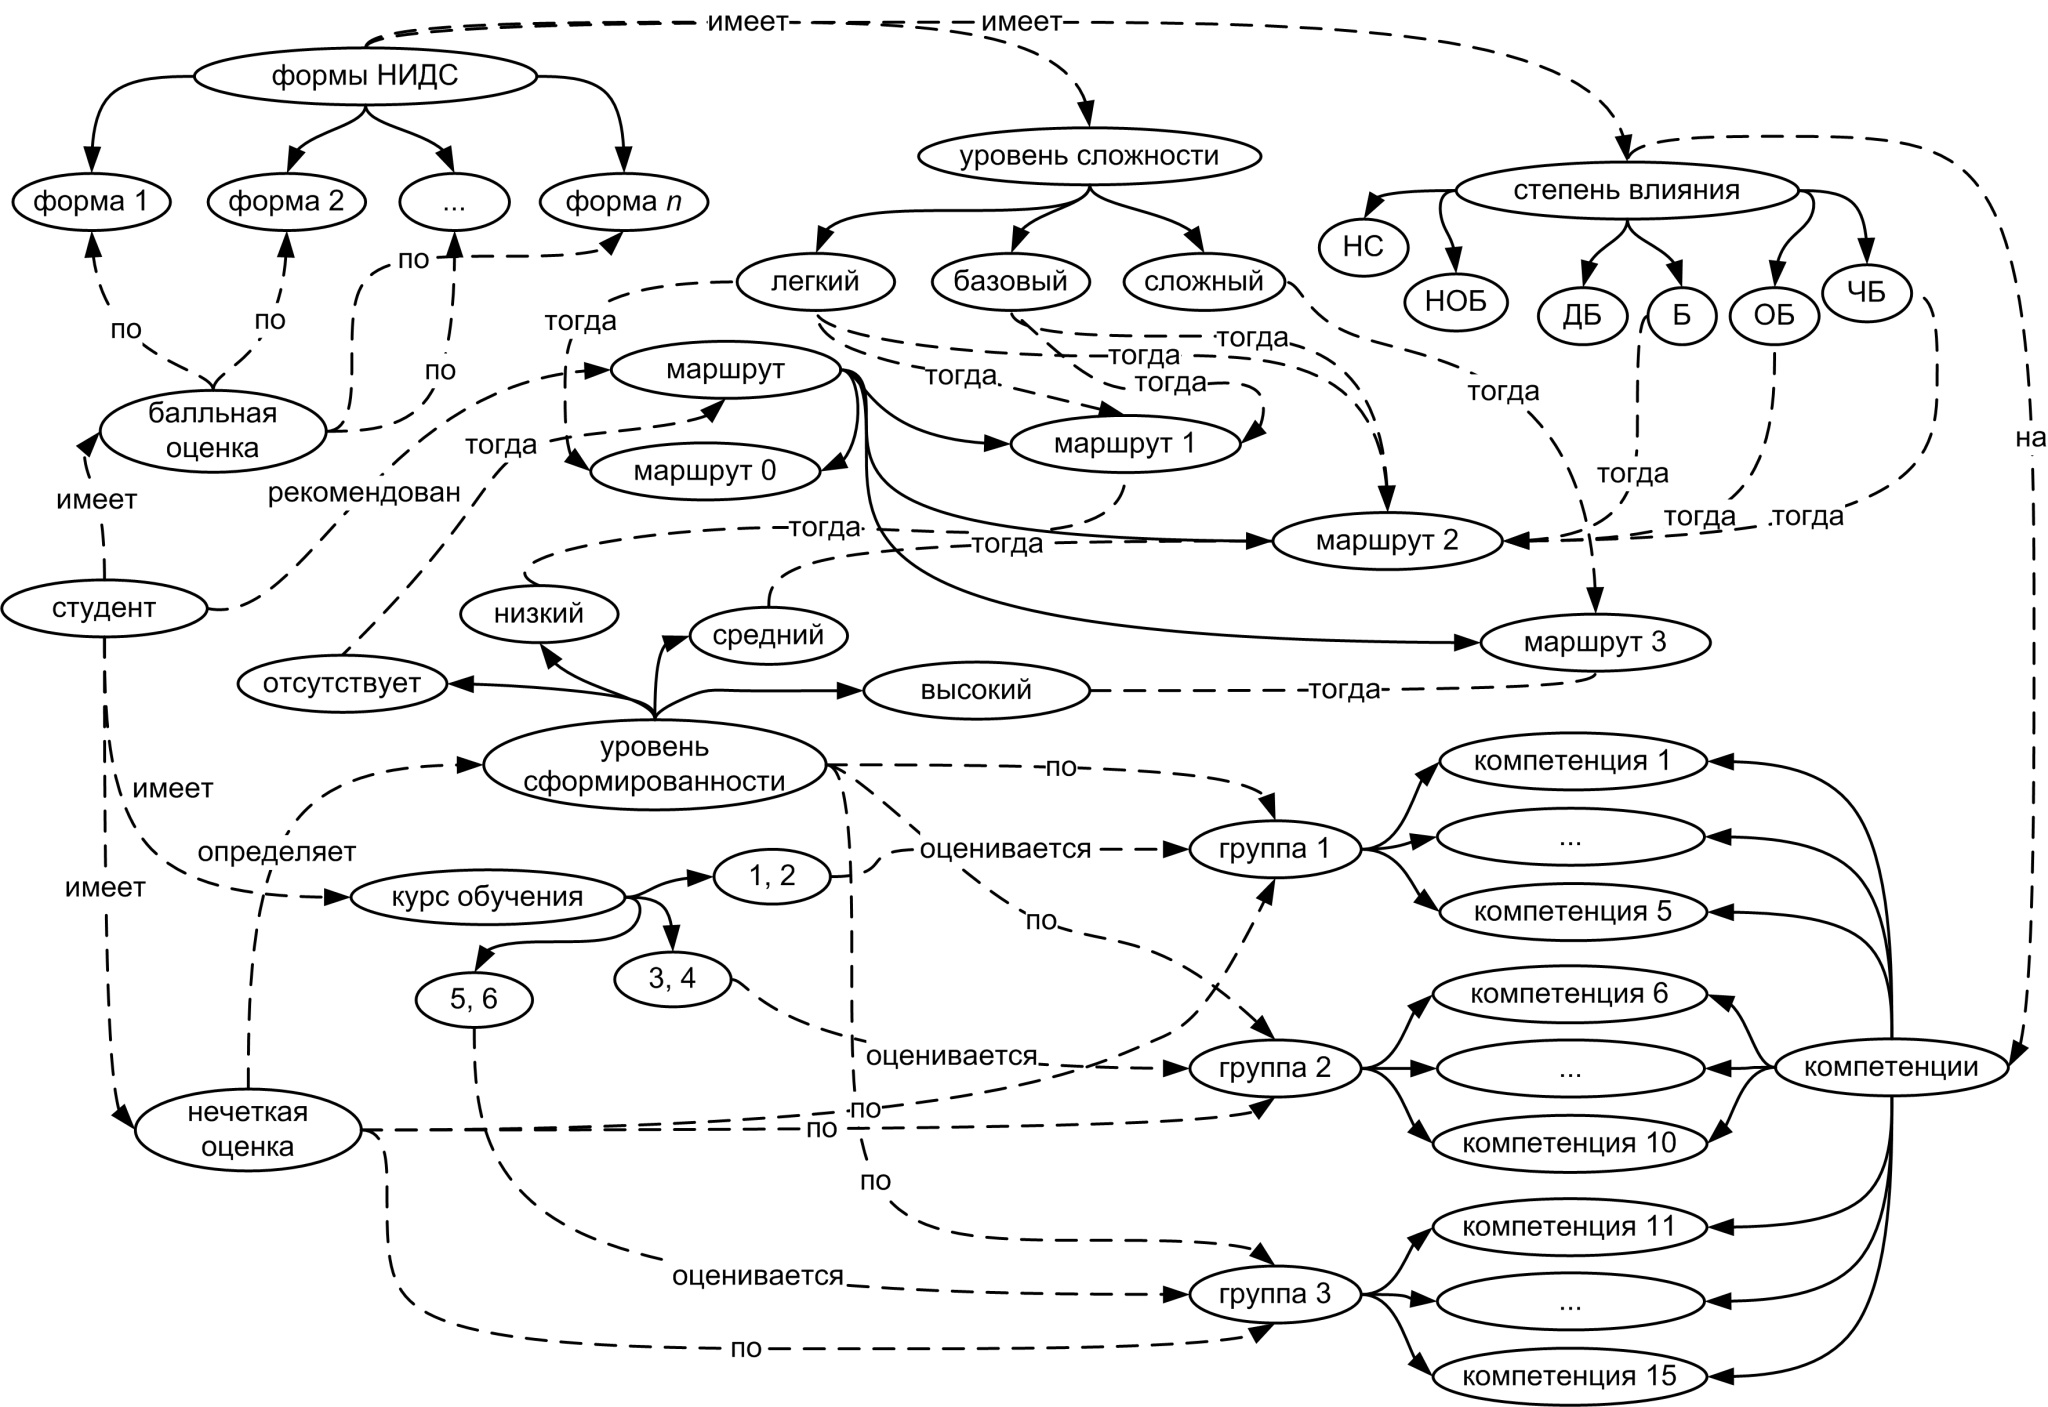 имеет
имеет
формы НИДС
уровень сложности
степень влияния
форма 1
форма 2
...
форма n
НС
НОБ
ДБ
Б
ОБ
ЧБ
легкий
базовый
сложный
по
по
по
по
тогда
тогда
тогда
тогда
тогда
тогда
маршрут
балльная
оценка
тогда
маршрут 0
маршрут 1
на
имеет
рекомендован
тогда
тогда
тогда
тогда
тогда
маршрут 2
студент
низкий
средний
маршрут 3
отсутствует
высокий
тогда
уровень
сформированности
по
компетенция 1
имеет
определяет
имеет
курс обучения
1, 2
оценивается
группа 1
...
компетенция 5
по
5, 6
3, 4
компетенция 6
оценивается
группа 2
...
компетенции
нечеткая
оценка
по
по
компетенция 10
по
компетенция 11
оценивается
группа 3
...
по
компетенция 15